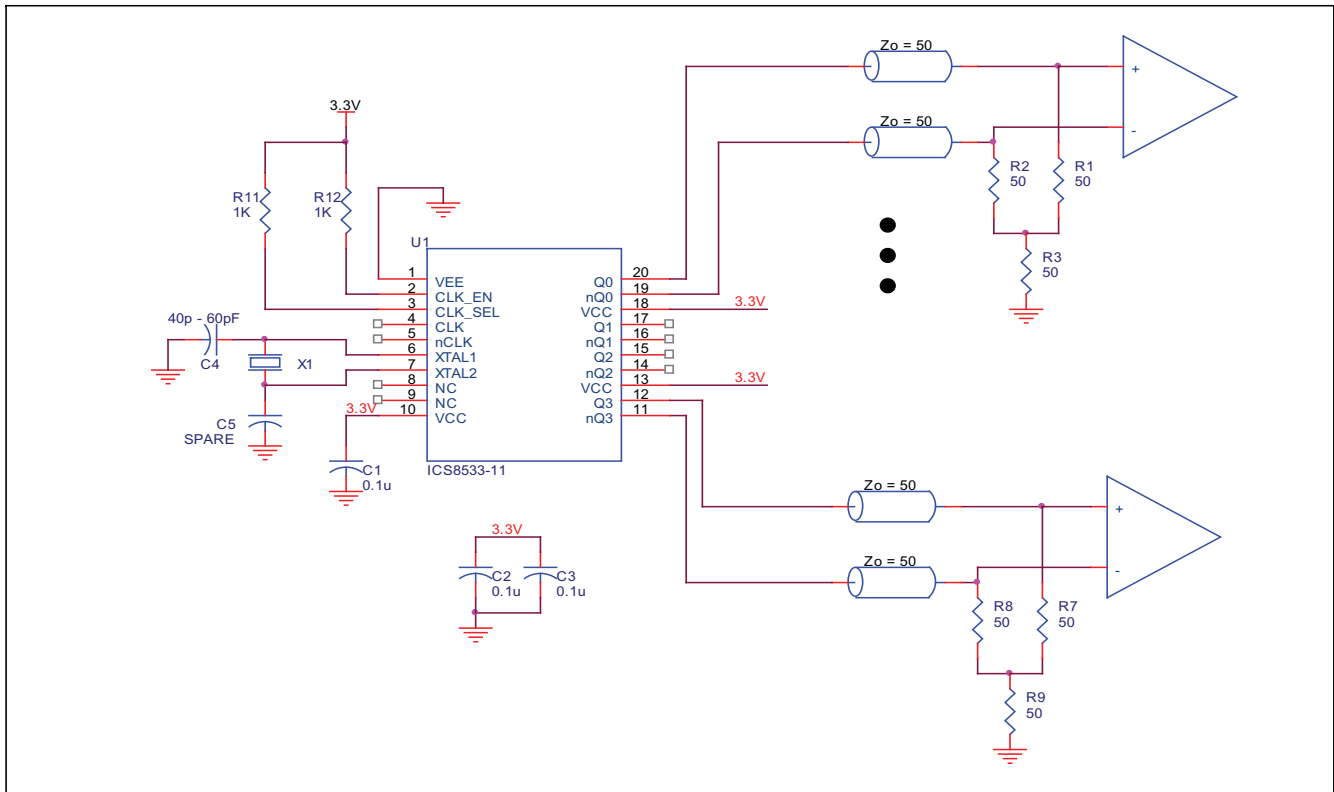 Zo = 50
+
Zo = 50
-
R2
50
R1
50
R3
50
3.3V
R11
1K
R12
1K
U1
1
VEE
2
CLK_EN
3
CLK_SEL
4
CLK
5
nCLK
6
XTAL1
7
XTAL2
8
NC
9
NC
10
VCC
20
Q0
19
nQ0
18
VCC
3.3V
17
Q1
16
nQ1
15
Q2
14
nQ2
13
VCC
3.3V
12
Q3
11
nQ3
ICS8533-11
40p - 60pF
C4
X1
C5
SPARE
3.3V
C1
0.1u
3.3V
C2
0.1u
C3
0.1u
Zo = 50
+
Zo = 50
-
R8
50
R7
50
R9
50